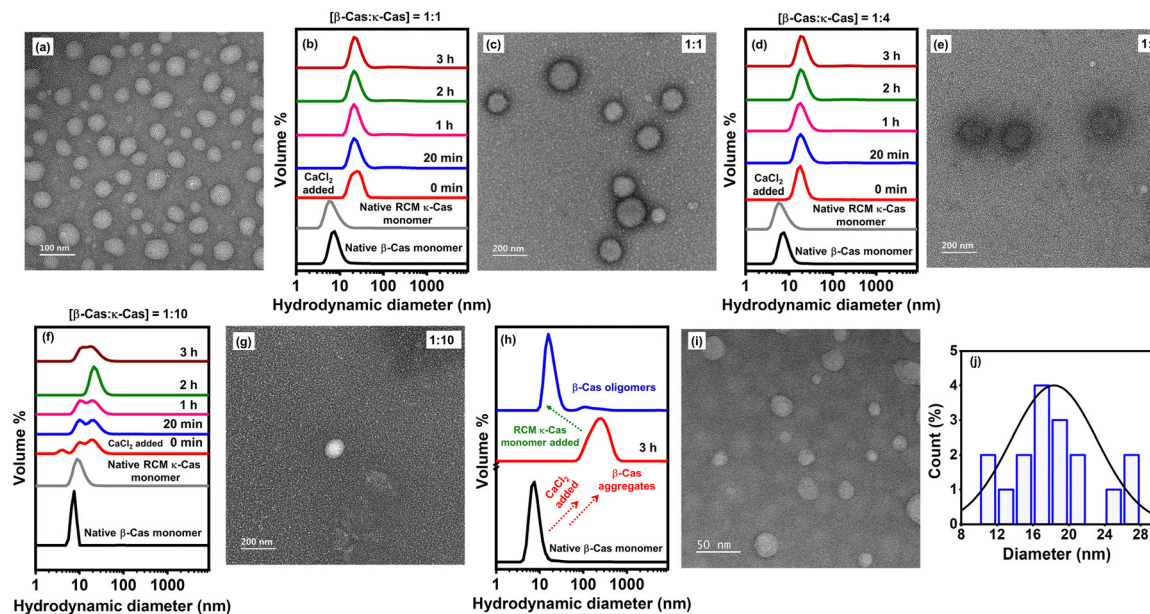 (a)
100 nm
[β-Cas:κ-Cas] = 1:1
(b)
3 h
2 h
1 h
20 min
CaCl₂
added
0 min
Native RCM κ-Cas
monomer
Native β-Cas monomer
Volume %
1 10 100 1000
Hydrodynamic diameter (nm)
(c)
1:1
200 nm
[β-Cas:κ-Cas] = 1:4
(d)
3 h
2 h
1 h
20 min
CaCl₂
added
0 min
Native RCM κ-Cas
monomer
Native β-Cas monomer
Volume %
1 10 100 1000
Hydrodynamic diameter (nm)
(e)
1:
200 nm
[β-Cas:κ-Cas] = 1:10
(f)
3 h
2 h
1 h
20 min
CaCl₂ added 0 min
Native RCM κ-Cas
monomer
Native β-Cas monomer
Volume %
1 10 100 1000
Hydrodynamic diameter (nm)
(g)
1:10
200 nm
(h)
β-Cas oligomers
RCM κ-Cas
monomer added
3 h
CaCl₂
added
β-Cas
aggregates
Native β-Cas monomer
Volume %
1 10 100 1000
Hydrodynamic diameter (nm)
(i)
50 nm
(j)
Count (%)
5
4
3
2
1
0
8 12 16 20 24 28
Diameter (nm)